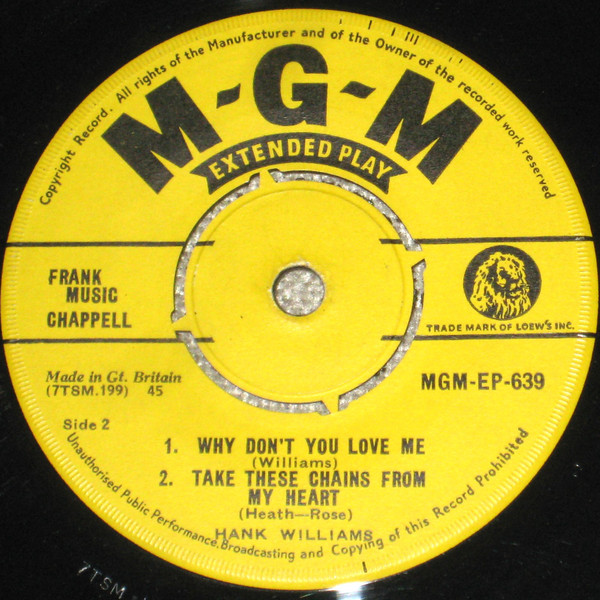 Copyright Record. All rights of the Manufacturer and of the Owner of the recorded work reserved
M-G-M
EXTENDED PLAY
FRANK
MUSIC
CHAPPELL
TRADE MARK OF LOEW'S INC.
Made in Gt. Britain
(7TSM.199) 45
MGM-EP-639
Side 2
1. WHY DON'T YOU LOVE ME
(Williams)
2. TAKE THESE CHAINS FROM
MY HEART
(Heath—Rose)
HANK WILLIAMS
Unauthorised Public Performance, Broadcasting and Copying of this Record Prohibited
7TSM